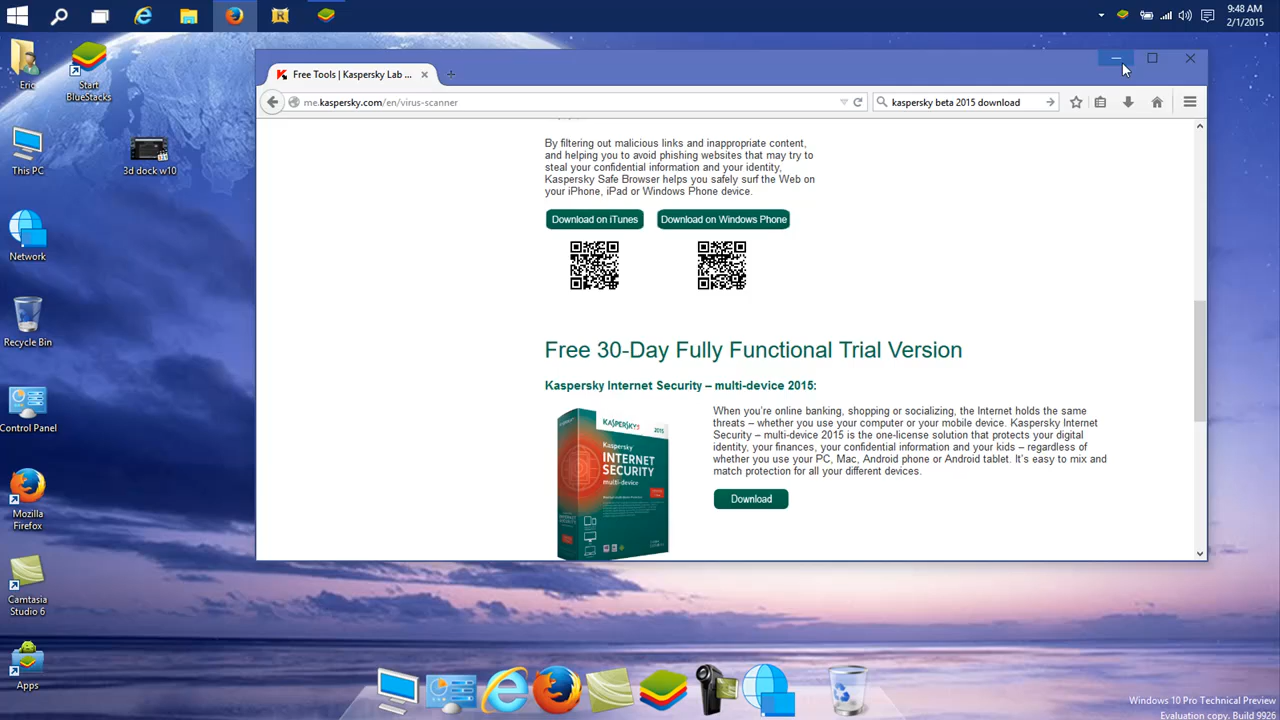 9:48 AM
2/1/2015
Eric
Start
BlueStacks
This PC
3d dock w10
Network
Recycle Bin
Control Panel
Mozilla
Firefox
Camtasia
Studio 6
Apps
Free Tools | Kaspersky Lab ...
me.kaspersky.com/en/virus-scanner
kaspersky beta 2015 download
By filtering out malicious links and inappropriate content,
and helping you to avoid phishing websites that may try to
steal your confidential information and your identity,
Kaspersky Safe Browser helps you safely surf the Web on
your iPhone, iPad or Windows Phone device.
Download on iTunes
Download on Windows Phone
Free 30-Day Fully Functional Trial Version
Kaspersky Internet Security – multi-device 2015:
When you're online banking, shopping or socializing, the Internet holds the same
threats – whether you use your computer or your mobile device. Kaspersky Internet
Security – multi-device 2015 is the one-license solution that protects your digital
identity, your finances, your confidential information and your kids – regardless of
whether you use your PC, Mac, Android phone or Android tablet. It's easy to mix and
match protection for all your different devices.
Download
KASPERSKY
2015
Kaspersky
INTERNET
SECURITY
multi-device
Windows 10 Pro Technical Preview
Evaluation copy. Build 9926